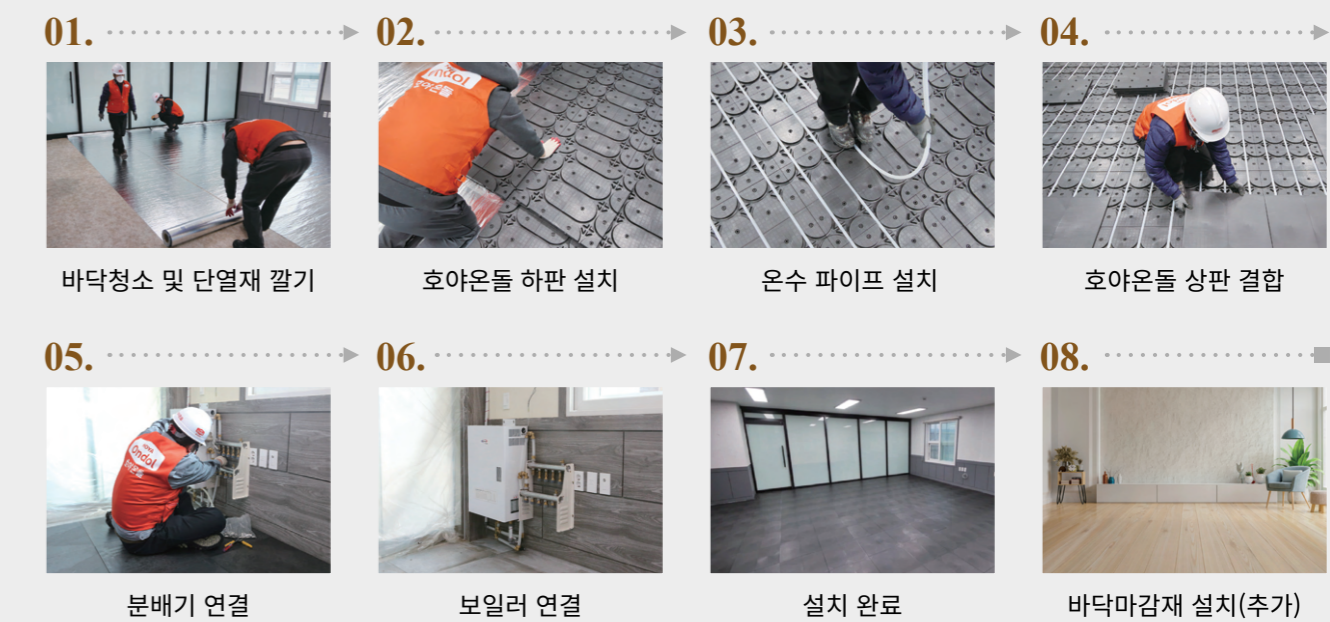 01.
02.
03.
04.
바닥청소 및 단열재 깔기
호야온돌 하판 설치
온수 파이프 설치
호야온돌 상판 결합
05.
06.
07.
08.
Ondol
분배기 연결
보일러 연결
설치 완료
바닥마감재 설치(추가)